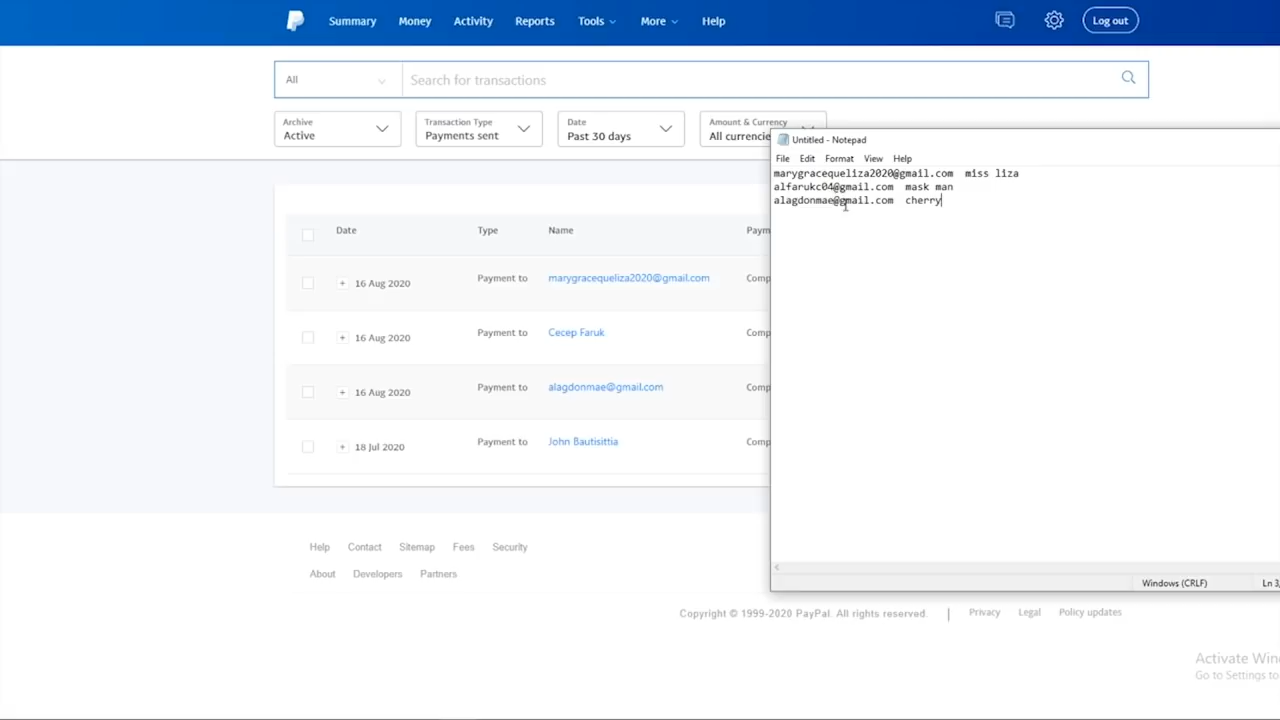 Summary Money Activity Reports Tools More Help Log out
All Search for transactions
Archive Transaction Type Date Amount & Currency
Active Payments sent Past 30 days All currencie
Untitled - Notepad
File Edit Format View Help
marygracequeliza2020@gmail.com miss liza
alfarukc04@gmail.com mask man
alagdonmae@gmail.com cherry
Date Type Name Paym
16 Aug 2020 Payment to marygracequeliza2020@gmail.com Comp
16 Aug 2020 Payment to Cecep Faruk Comp
16 Aug 2020 Payment to alagdonmae@gmail.com Comp
18 Jul 2020 Payment to John Bautisittia Comp
Help Contact Sitemap Fees Security
About Developers Partners
Windows (CRLF) Ln 3,
Copyright © 1999-2020 PayPal. All rights reserved. | Privacy Legal Policy updates
Activate Win
Go to Settings to